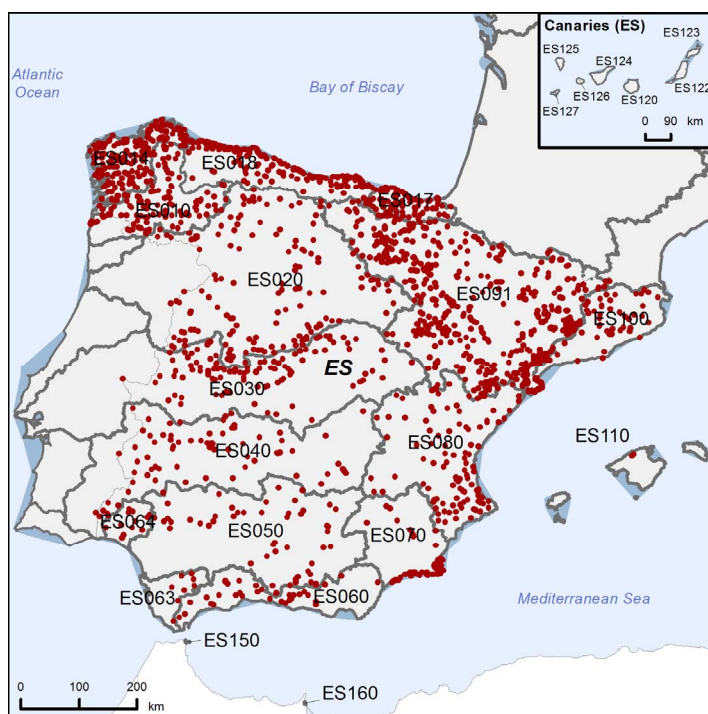 Canaries (ES)
ES123
ES125
ES124
ES127
ES126
ES120
ES122
0 90 km
Atlantic
Ocean
Bay of Biscay
ES014
ES018
ES017
ES010
ES020
ES091
ES100
ES
ES030
ES080
ES110
ES040
ES064
ES050
ES070
ES063
ES060
Mediterranean Sea
ES150
ES160
0 100 200
km